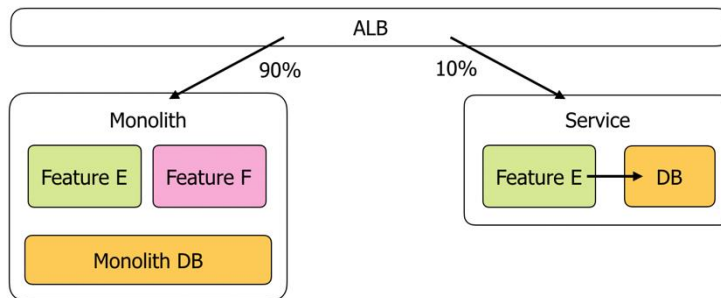 ALB
90%
10%
Monolith
Service
Feature E
Feature F
Feature E
DB
Monolith DB